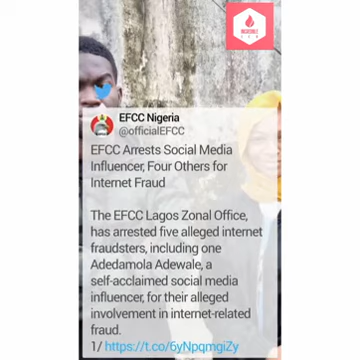 EFCC Nigeria
@officialEFCC
EFCC Arrests Social Media
Influencer, Four Others for
Internet Fraud
The EFCC Lagos Zonal Office,
has arrested five alleged internet
fraudsters, including one
Adedamola Adewale, a
self-acclaimed social media
influencer, for their alleged
involvement in internet-related
fraud.
1/ https://t.co/6yNpqmgiZy